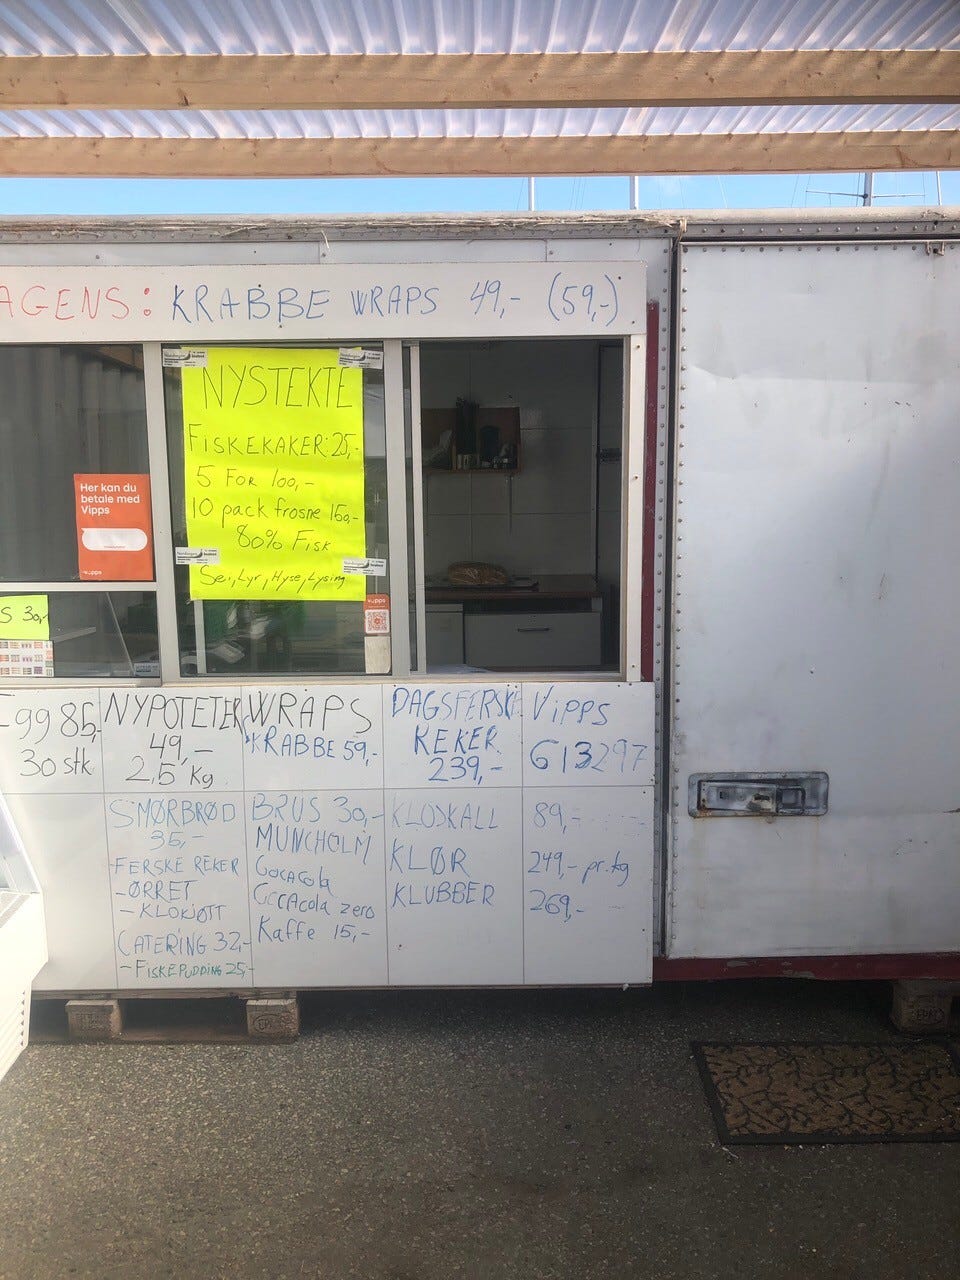 AGENS: KRABBE WRAPS 49,- (59,-)
NYSTEKTE
FISKEKAKER: 25,-
5 FOR 100,-
10 pack frosne 150,-
80% FISK
Sei, Lyr, Hyse, Lysing
Her kan du
betale med
Vipps
vipps
vipps
S 30,-
E 99 85,-
30 stk
NYPOTETER
49,-
2,5 kg
WRAPS
KRABBE 59,-
DAGSFERSKE
REKER
239,-
VIPPS
613297
SMØRBRØD
35,-
FERSKE REKER
-ØRRET
-KLOKJØTT
CATERING 32,-
-FISKEPUDDING 25,-
BRUS 30,-
MUNCHOLM
Cocacola
CoCAcola zero
Kaffe 15,-
KLOSKALL 89,-
KLØR 249,- pr. kg
KLUBBER 269,-